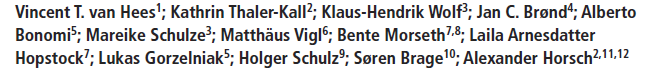 Vincent T. van Hees¹; Kathrin Thaler-Kall²; Klaus-Hendrik Wolf³; Jan C. Brønd⁴; Alberto
Bonomi⁵; Mareike Schulze³; Matthäus Vigl⁶; Bente Morseth⁷,⁸; Laila Arnesdatter
Hopstock⁷; Lukas Gorzelniak⁵; Holger Schulz⁹; Søren Brage¹⁰; Alexander Horsch²,¹¹,¹²